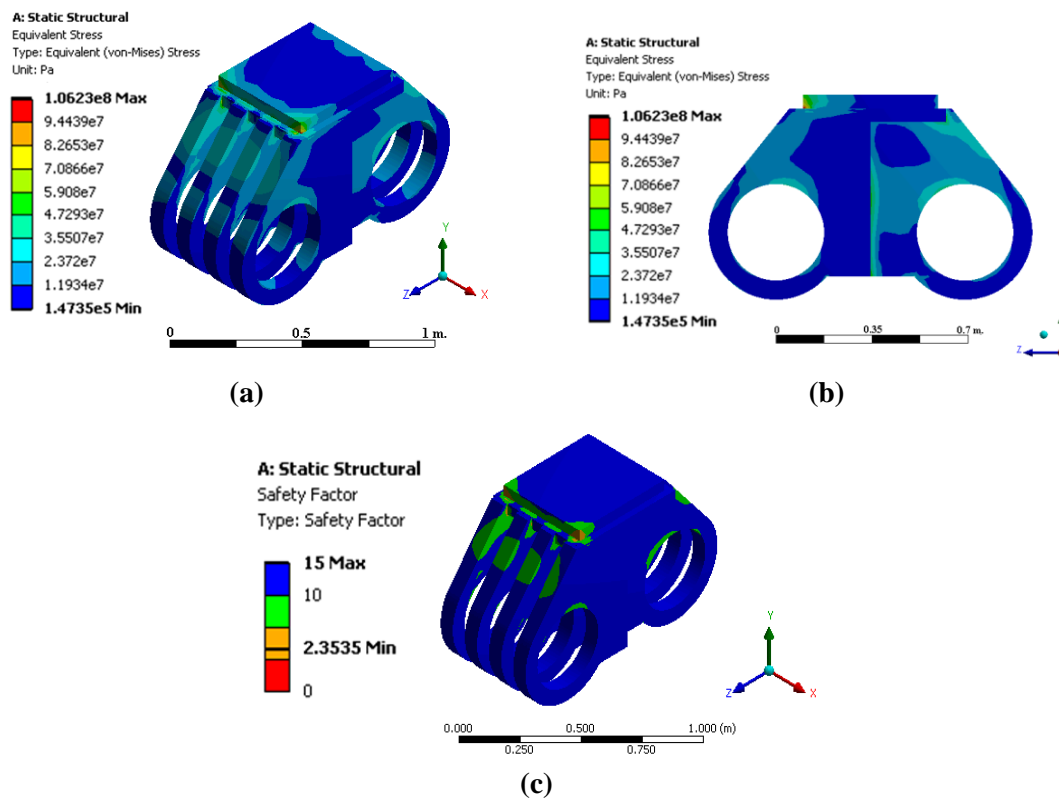 A: Static Structural
Equivalent Stress
Type: Equivalent (von-Mises) Stress
Unit: Pa
1.0623e8 Max
9.4439e7
8.2653e7
7.0866e7
5.908e7
4.7293e7
3.5507e7
2.372e7
1.1934e7
1.4735e5 Min
Y
Z
X
0
0.5
1 m.
(a)
A: Static Structural
Equivalent Stress
Type: Equivalent (von-Mises) Stress
Unit: Pa
1.0623e8 Max
9.4439e7
8.2653e7
7.0866e7
5.908e7
4.7293e7
3.5507e7
2.372e7
1.1934e7
1.4735e5 Min
0
0.35
0.7 m.
Z
(b)
A: Static Structural
Safety Factor
Type: Safety Factor
15 Max
10
2.3535 Min
0
Y
Z
X
0.000
0.500
1.000 (m)
0.250
0.750
(c)